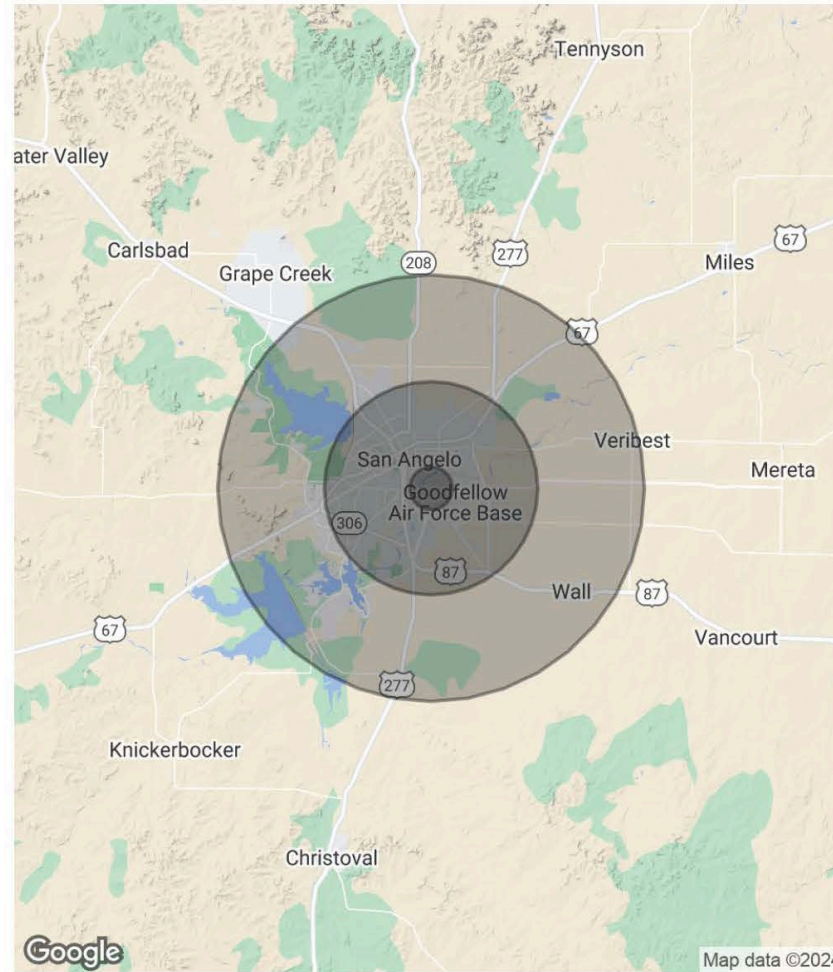 Tennyson
ater Valley
67
277
Carlsbad
208
Miles
Grape Creek
67
Veribest
San Angelo
Mereta
Goodfellow
Air Force Base
306
87
Wall
87
67
Vancourt
277
Knickerbocker
Christoval
Google
Map data ©2024